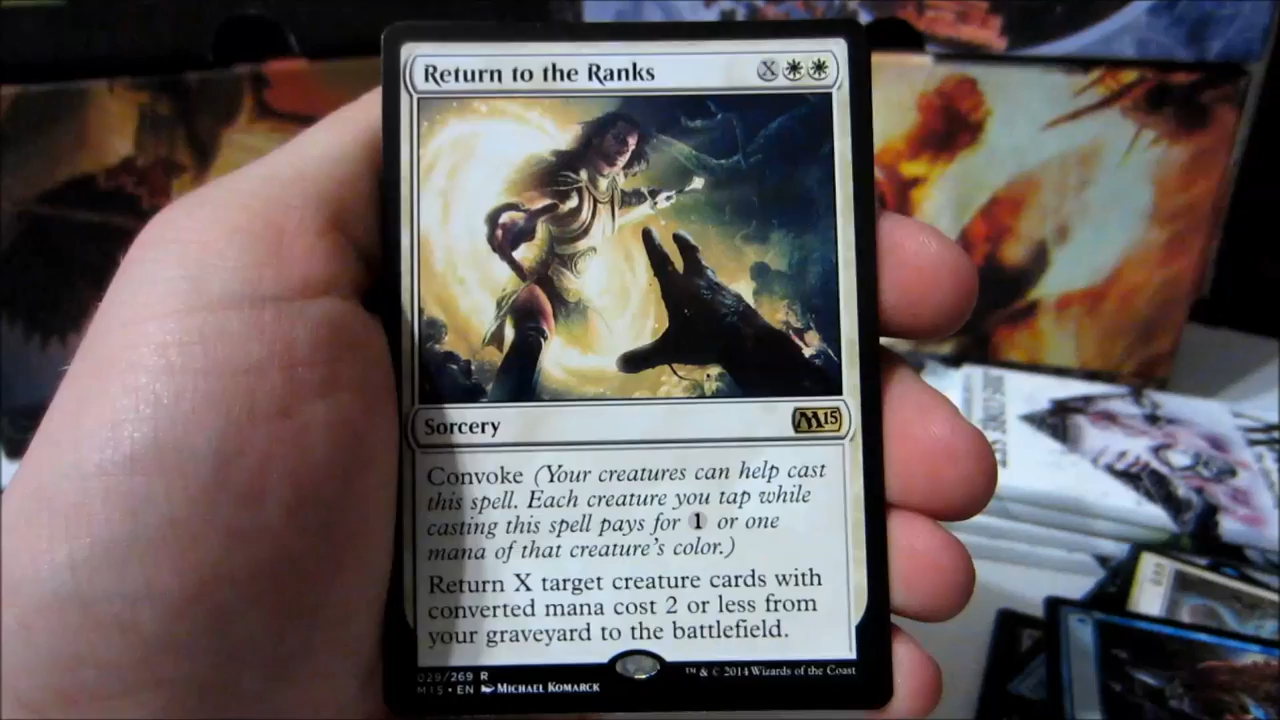 Return to the Ranks X
Sorcery M15
Convoke (Your creatures can help cast
this spell. Each creature you tap while
casting this spell pays for 1 or one
mana of that creature's color.)
Return X target creature cards with
converted mana cost 2 or less from
your graveyard to the battlefield.
029/269 R
M15 • EN Michael Komarck
™ & © 2014 Wizards of the Coast